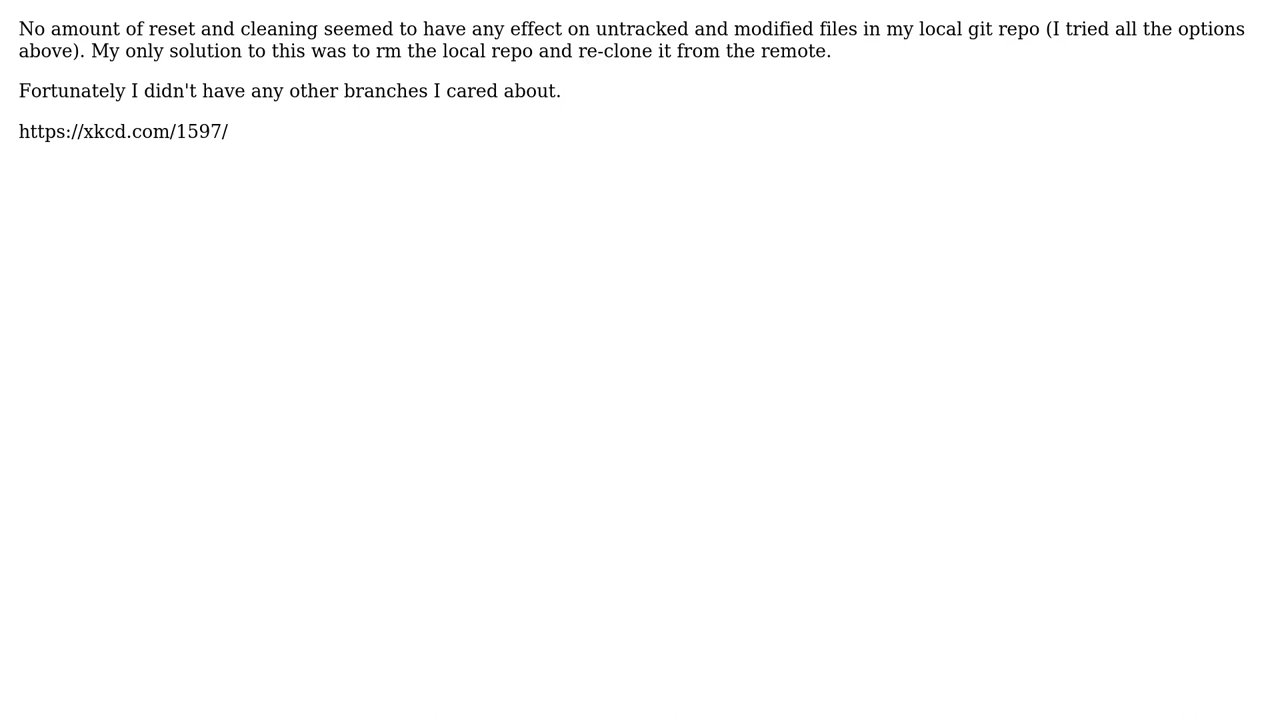 No amount of reset and cleaning seemed to have any effect on untracked and modified files in my local git repo (I tried all the options
above). My only solution to this was to rm the local repo and re-clone it from the remote.
Fortunately I didn't have any other branches I cared about.
https://xkcd.com/1597/